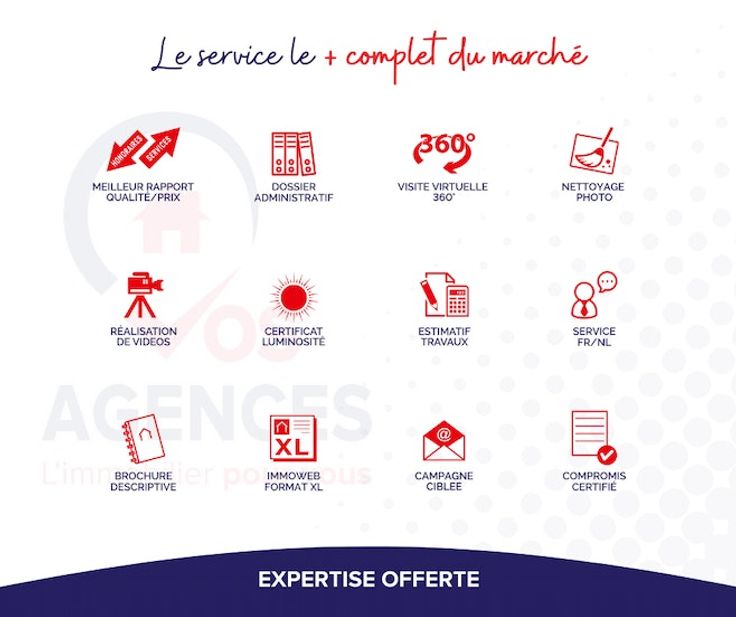 Le service le + complet du marché
HONORAIRES
SERVICES
MEILLEUR RAPPORT
QUALITÉ/PRIX
DOSSIER
ADMINISTRATIF
360°
VISITE VIRTUELLE
360°
NETTOYAGE
PHOTO
RÉALISATION
DE VIDEOS
CERTIFICAT
LUMINOSITÉ
ESTIMATIF
TRAVAUX
SERVICE
FR/NL
VOS
AGENCES
L'immobilier pour vous
BROCHURE
DESCRIPTIVE
XL
IMMOWEB
FORMAT XL
@
CAMPAGNE
CIBLEE
COMPROMIS
CERTIFIÉ
EXPERTISE OFFERTE